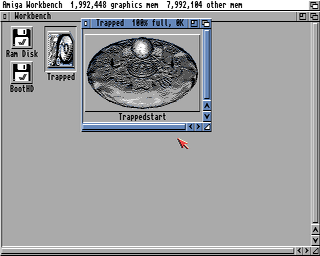 Amiga Workbench 1,992,448 graphics mem 7,992,104 other mem
Workbench
Trapped 100% full, 0K
Ram Disk
BootHD
Trapped
Trappedstart